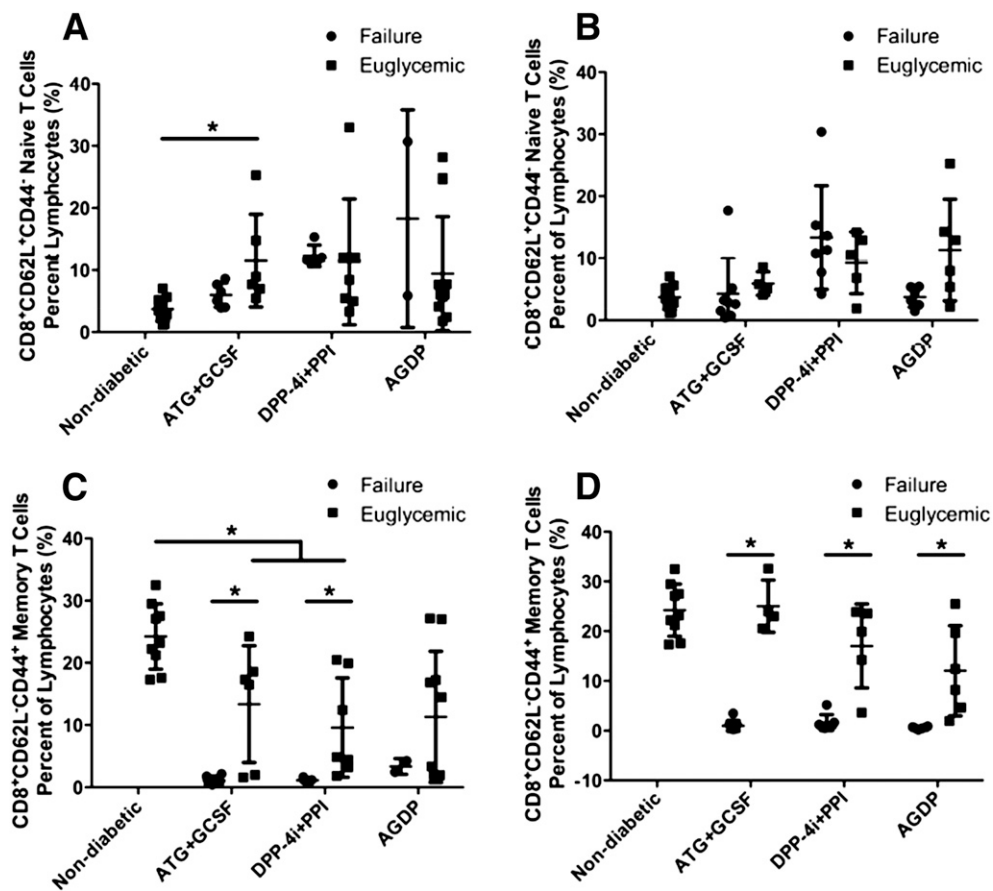 A
● Failure
■ Euglycemic
CD8⁺CD62L⁺CD44⁻ Naive T Cells
Percent Lymphocytes (%)
40
30
20
10
0
*
Non-diabetic
ATG+GCSF
DPP-4i+PPI
AGDP
B
● Failure
■ Euglycemic
CD8⁺CD62L⁺CD44⁻ Naive T Cells
Percent of Lymphocytes (%)
40
30
20
10
0
Non-diabetic
ATG+GCSF
DPP-4i+PPI
AGDP
C
● Failure
■ Euglycemic
CD8⁺CD62L⁻CD44⁺ Memory T Cells
Percent of Lymphocytes (%)
40
30
20
10
0
*
*
*
Non-diabetic
ATG+GCSF
DPP-4i+PPI
AGDP
D
● Failure
■ Euglycemic
CD8⁺CD62L⁻CD44⁺ Memory T Cells
Percent of Lymphocytes (%)
40
30
20
10
0
-10
*
*
*
Non-diabetic
ATG+GCSF
DPP-4i+PPI
AGDP